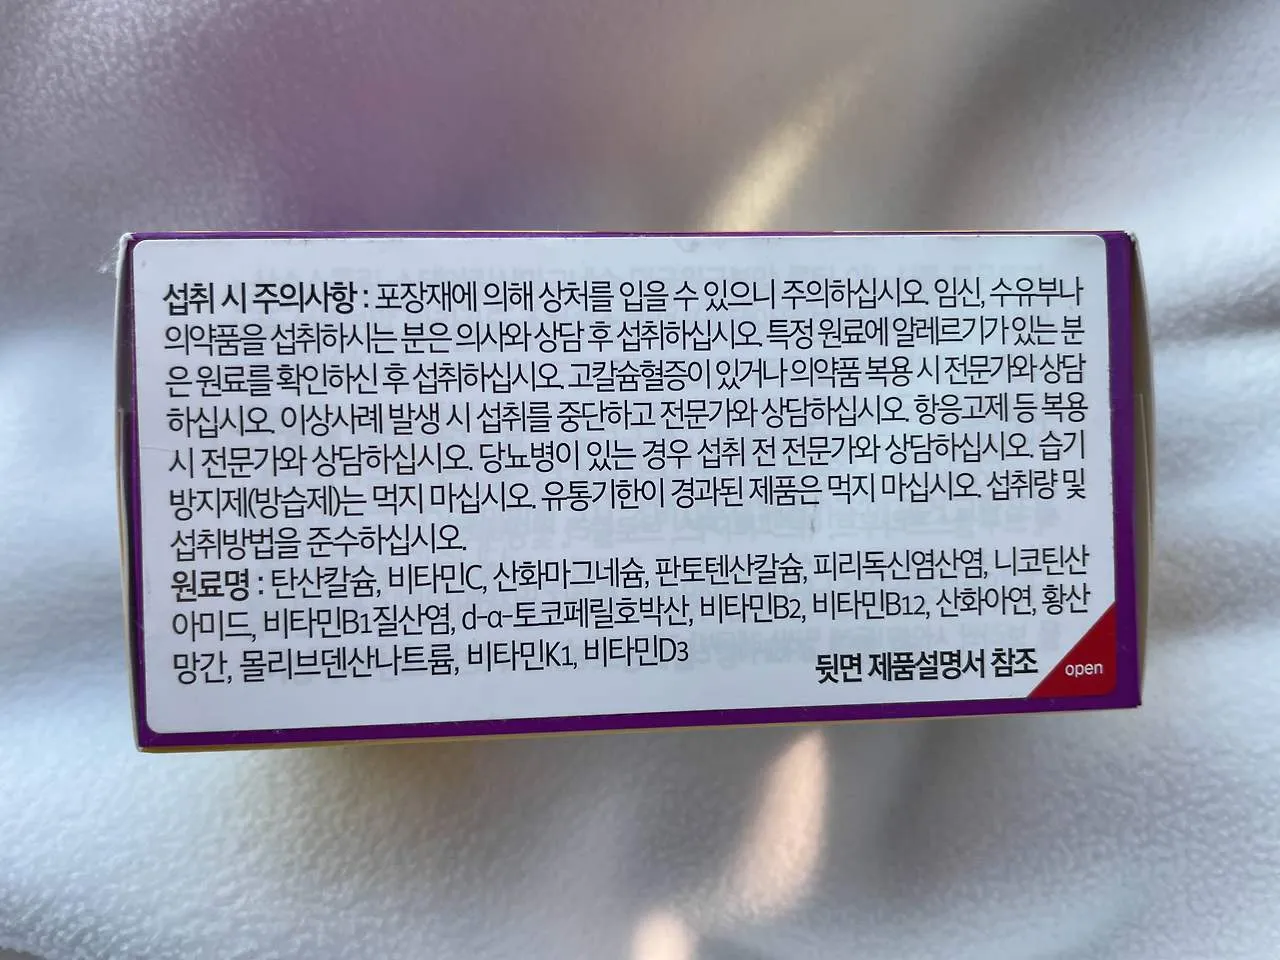 섭취 시 주의사항 : 포장재에 의해 상처를 입을 수 있으니 주의하십시오. 임신, 수유부나
의약품을 섭취하시는 분은 의사와 상담 후 섭취하십시오. 특정 원료에 알레르기가 있는 분
은 원료를 확인하신 후 섭취하십시오. 고칼슘혈증이 있거나 의약품 복용 시 전문가와 상담
하십시오. 이상사례 발생 시 섭취를 중단하고 전문가와 상담하십시오. 항응고제 등 복용
시 전문가와 상담하십시오. 당뇨병이 있는 경우 섭취 전 전문가와 상담하십시오. 습기
방지제(방습제)는 먹지 마십시오. 유통기한이 경과된 제품은 먹지 마십시오. 섭취량 및
섭취방법을 준수하십시오.
원료명 : 탄산칼슘, 비타민C, 산화마그네슘, 판토텐산칼슘, 피리독신염산염, 니코틴산
아미드, 비타민B1질산염, d-α-토코페릴호박산, 비타민B2, 비타민B12, 산화아연, 황산
망간, 몰리브덴산나트륨, 비타민K1, 비타민D3
뒷면 제품설명서 참조
open